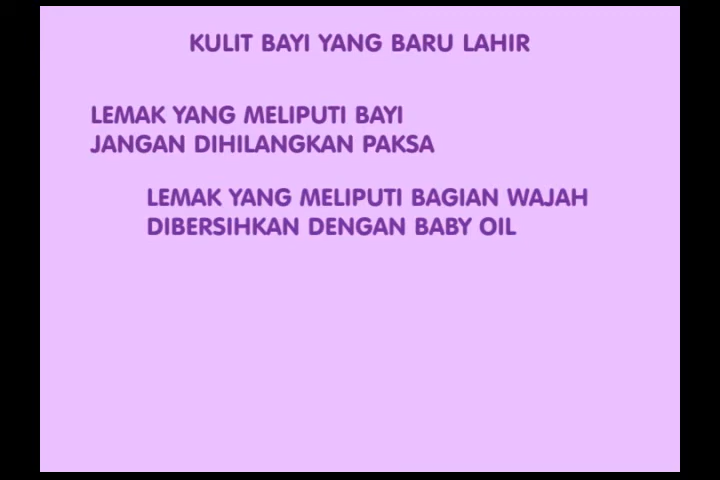 KULIT BAYI YANG BARU LAHIR
LEMAK YANG MELIPUTI BAYI
JANGAN DIHILANGKAN PAKSA
LEMAK YANG MELIPUTI BAGIAN WAJAH
DIBERSIHKAN DENGAN BABY OIL